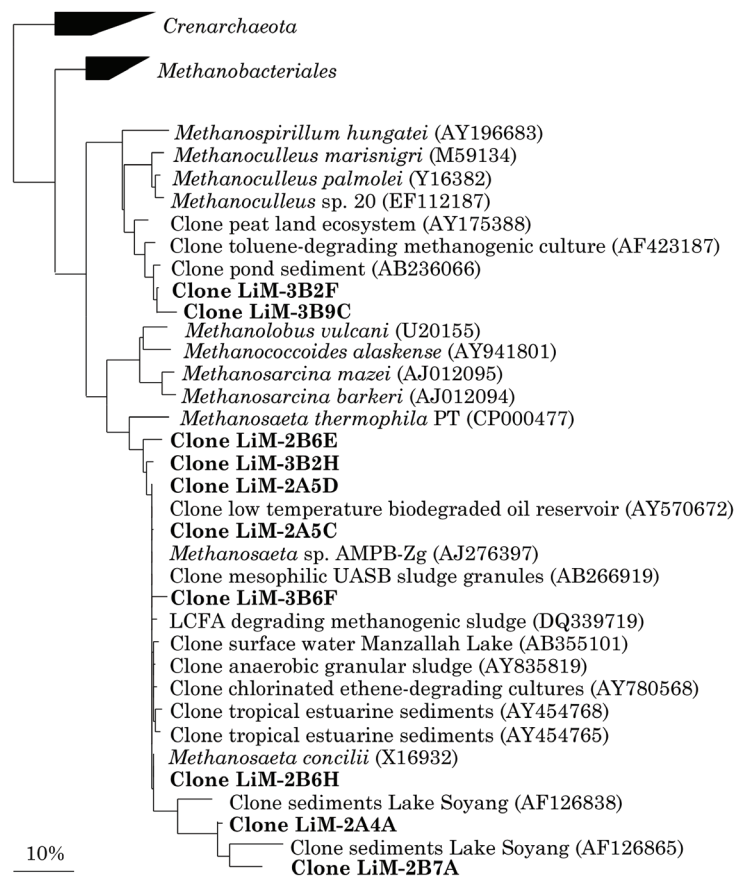 Crenarchaeota
Methanobacteriales
Methanospirillum hungatei (AY196683)
Methanoculleus marisnigri (M59134)
Methanoculleus palmolei (Y16382)
Methanoculleus sp. 20 (EF112187)
Clone peat land ecosystem (AY175388)
Clone toluene-degrading methanogenic culture (AF423187)
Clone pond sediment (AB236066)
Clone LiM-3B2F
Clone LiM-3B9C
Methanolobus vulcani (U20155)
Methanococcoides alaskense (AY941801)
Methanosarcina mazei (AJ012095)
Methanosarcina barkeri (AJ012094)
Methanosaeta thermophila PT (CP000477)
Clone LiM-2B6E
Clone LiM-3B2H
Clone LiM-2A5D
Clone low temperature biodegraded oil reservoir (AY570672)
Clone LiM-2A5C
Methanosaeta sp. AMPB-Zg (AJ276397)
Clone mesophilic UASB sludge granules (AB266919)
Clone LiM-3B6F
LCFA degrading methanogenic sludge (DQ339719)
Clone surface water Manzallah Lake (AB355101)
Clone anaerobic granular sludge (AY835819)
Clone chlorinated ethene-degrading cultures (AY780568)
Clone tropical estuarine sediments (AY454768)
Clone tropical estuarine sediments (AY454765)
Methanosaeta concilii (X16932)
Clone LiM-2B6H
Clone sediments Lake Soyang (AF126838)
Clone LiM-2A4A
Clone sediments Lake Soyang (AF126865)
Clone LiM-2B7A
10%